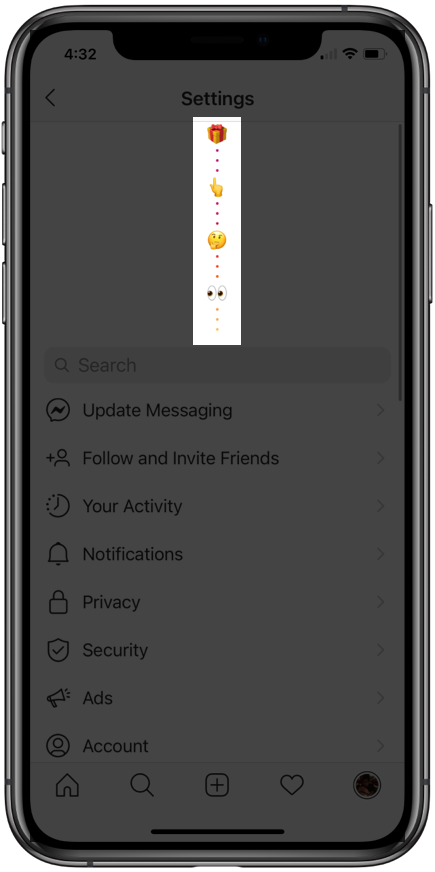 4:32
Settings
Search
Update Messaging
Follow and Invite Friends
Your Activity
Notifications
Privacy
Security
Ads
Account